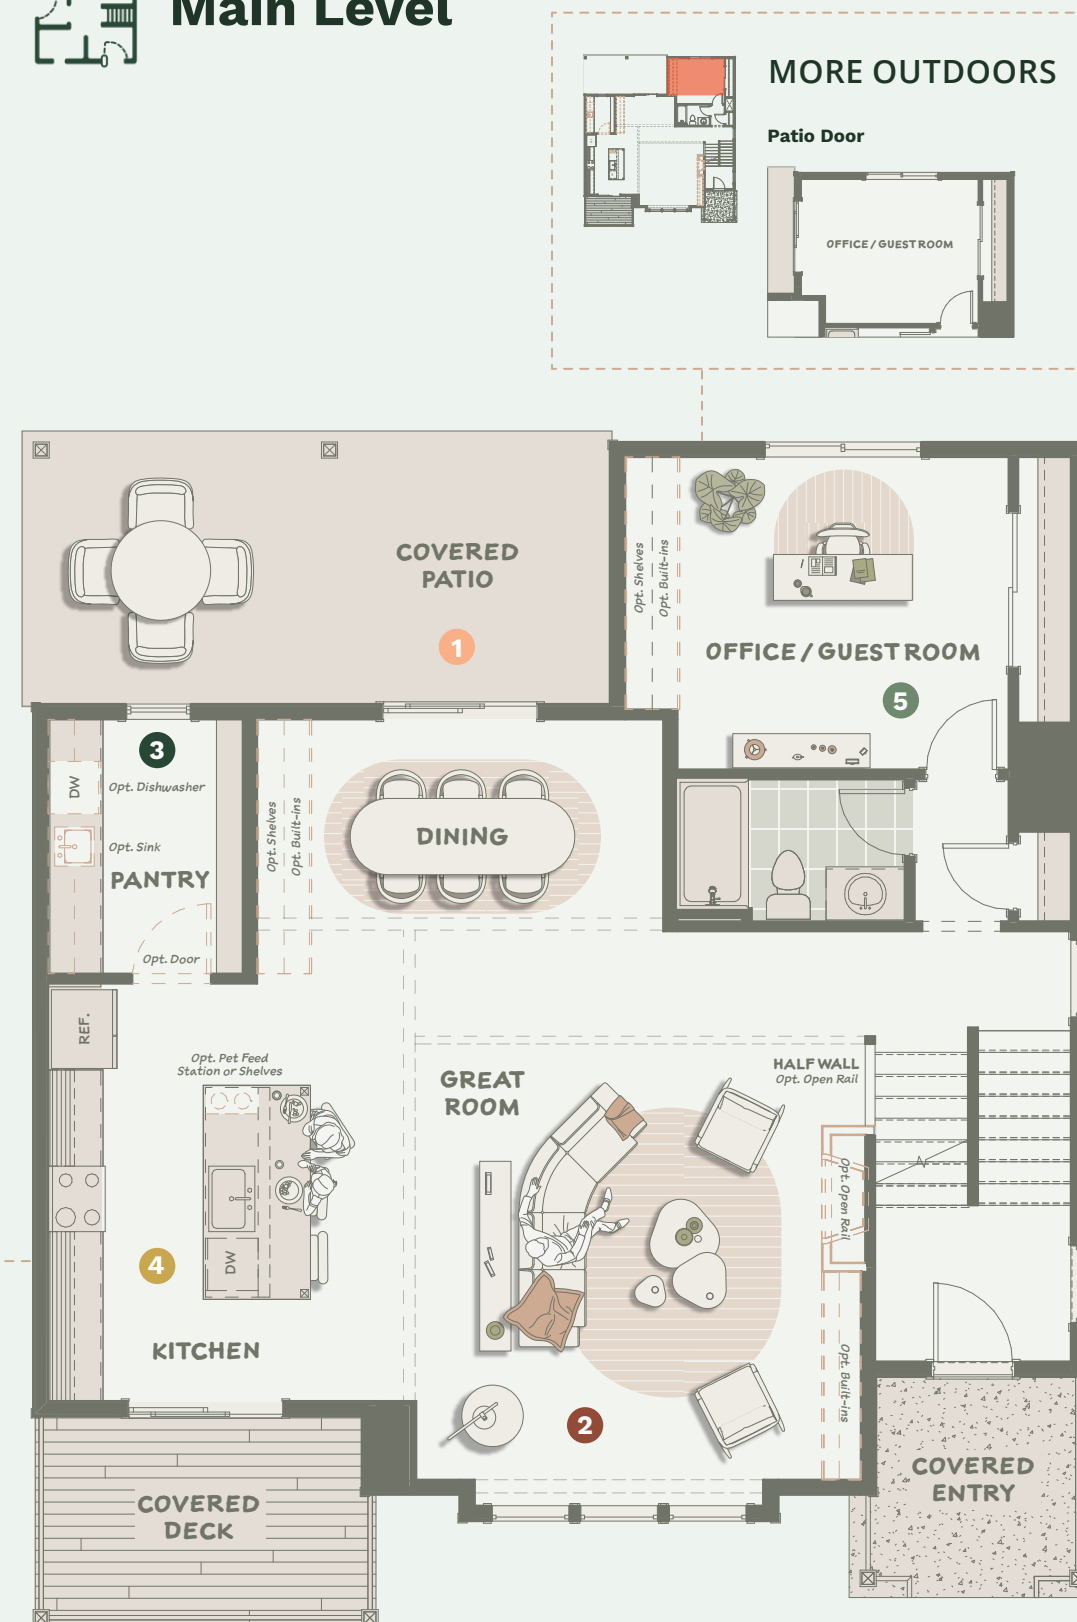 Main Level
MORE OUTDOORS
Patio Door
OFFICE / GUEST ROOM
COVERED
PATIO
1
Opt. Shelves
Opt. Built-ins
OFFICE / GUEST ROOM
5
3
DW
Opt. Dishwasher
Opt. Sink
PANTRY
Opt. Door
Opt. Shelves
Opt. Built-ins
DINING
REF.
Opt. Pet Feed
Station or Shelves
GREAT
ROOM
HALF WALL
Opt. Open Rail
Opt. Open Rail
DW
4
KITCHEN
Opt. Built-ins
2
COVERED
DECK
COVERED
ENTRY